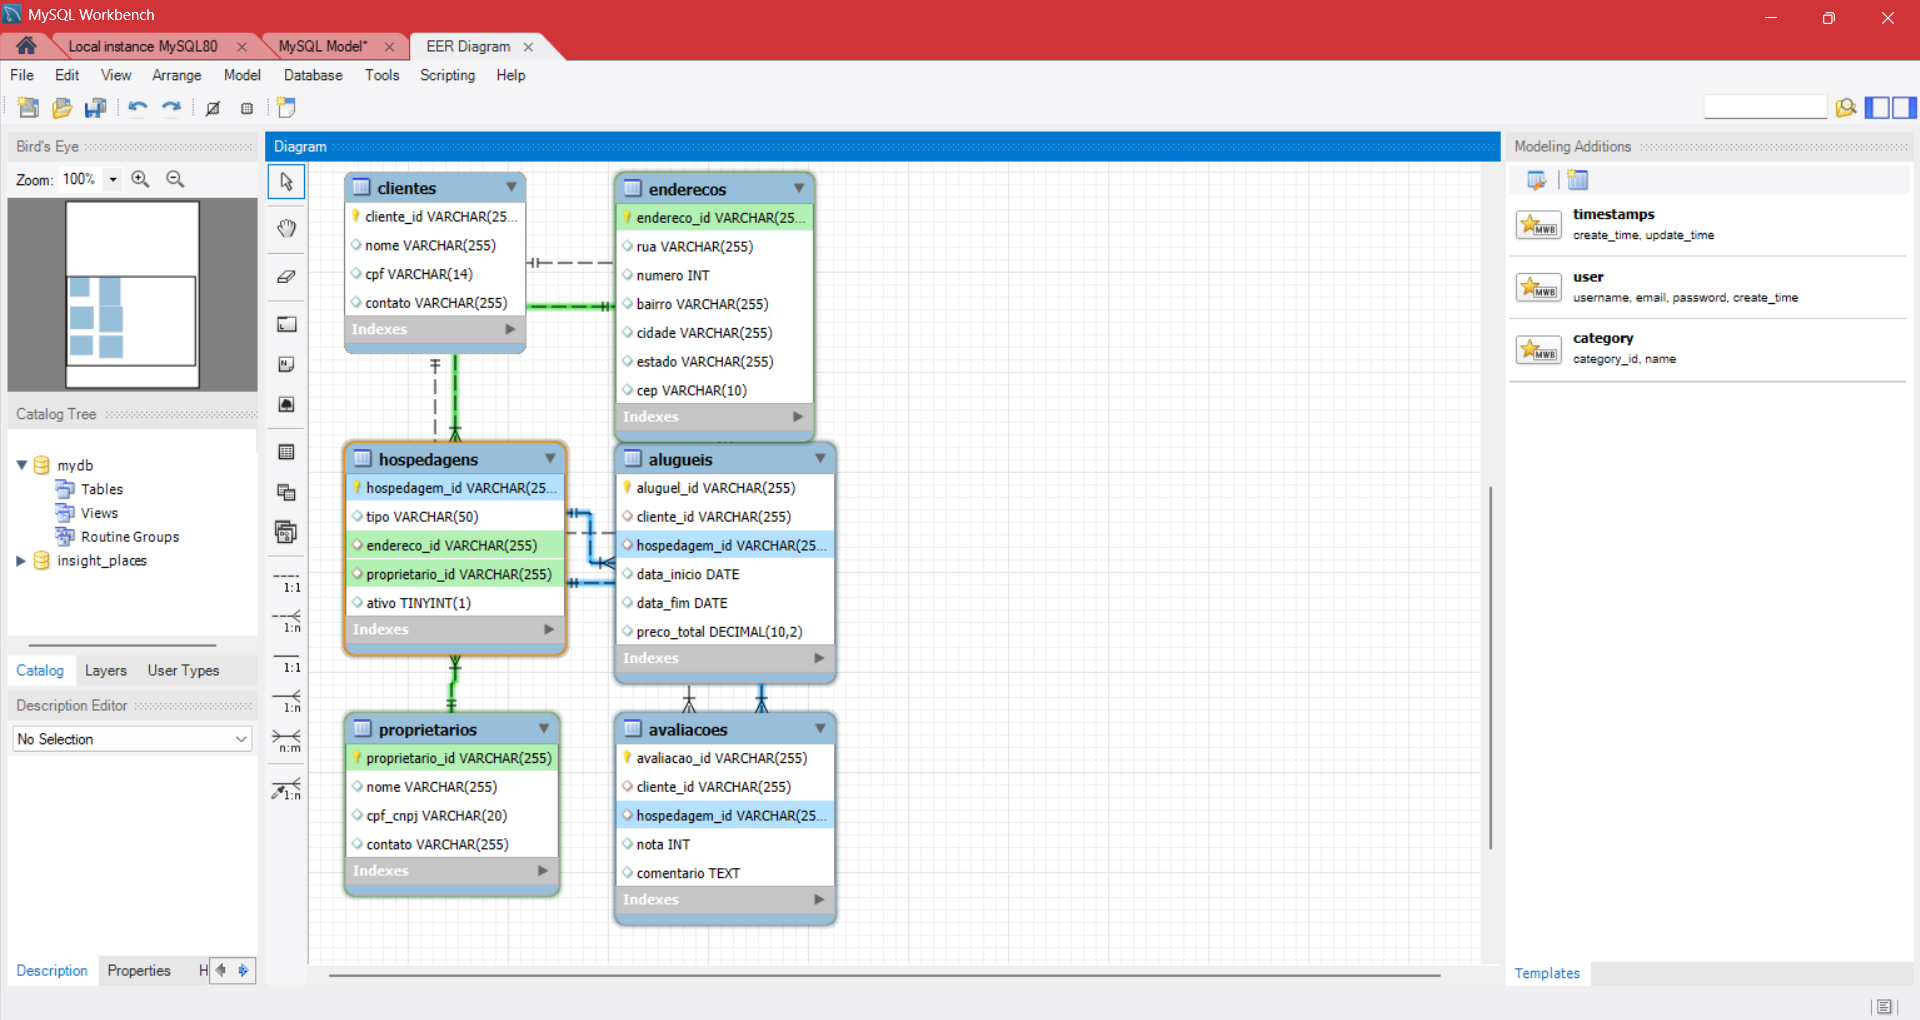 MySQL Workbench
Local instance MySQL80
MySQL Model*
EER Diagram
File Edit View Arrange Model Database Tools Scripting Help
Bird's Eye
Zoom: 100%
Catalog Tree
mydb
Tables
Views
Routine Groups
insight_places
Catalog Layers User Types
Description Editor
No Selection
Description Properties H
1:1
1:n
1:1
1:n
n:m
1:n
Diagram
clientes
cliente_id VARCHAR(25...
nome VARCHAR(255)
cpf VARCHAR(14)
contato VARCHAR(255)
Indexes
enderecos
endereco_id VARCHAR(25...
rua VARCHAR(255)
numero INT
bairro VARCHAR(255)
cidade VARCHAR(255)
estado VARCHAR(255)
cep VARCHAR(10)
Indexes
hospedagens
hospedagem_id VARCHAR(25...
tipo VARCHAR(50)
endereco_id VARCHAR(255)
proprietario_id VARCHAR(255)
ativo TINYINT(1)
Indexes
alugueis
aluguel_id VARCHAR(255)
cliente_id VARCHAR(255)
hospedagem_id VARCHAR(25...
data_inicio DATE
data_fim DATE
preco_total DECIMAL(10,2)
Indexes
proprietarios
proprietario_id VARCHAR(255)
nome VARCHAR(255)
cpf_cnpj VARCHAR(20)
contato VARCHAR(255)
Indexes
avaliacoes
avaliacao_id VARCHAR(255)
cliente_id VARCHAR(255)
hospedagem_id VARCHAR(25...
nota INT
comentario TEXT
Indexes
Modeling Additions
MWB
timestamps
create_time, update_time
MWB
user
username, email, password, create_time
MWB
category
category_id, name
Templates